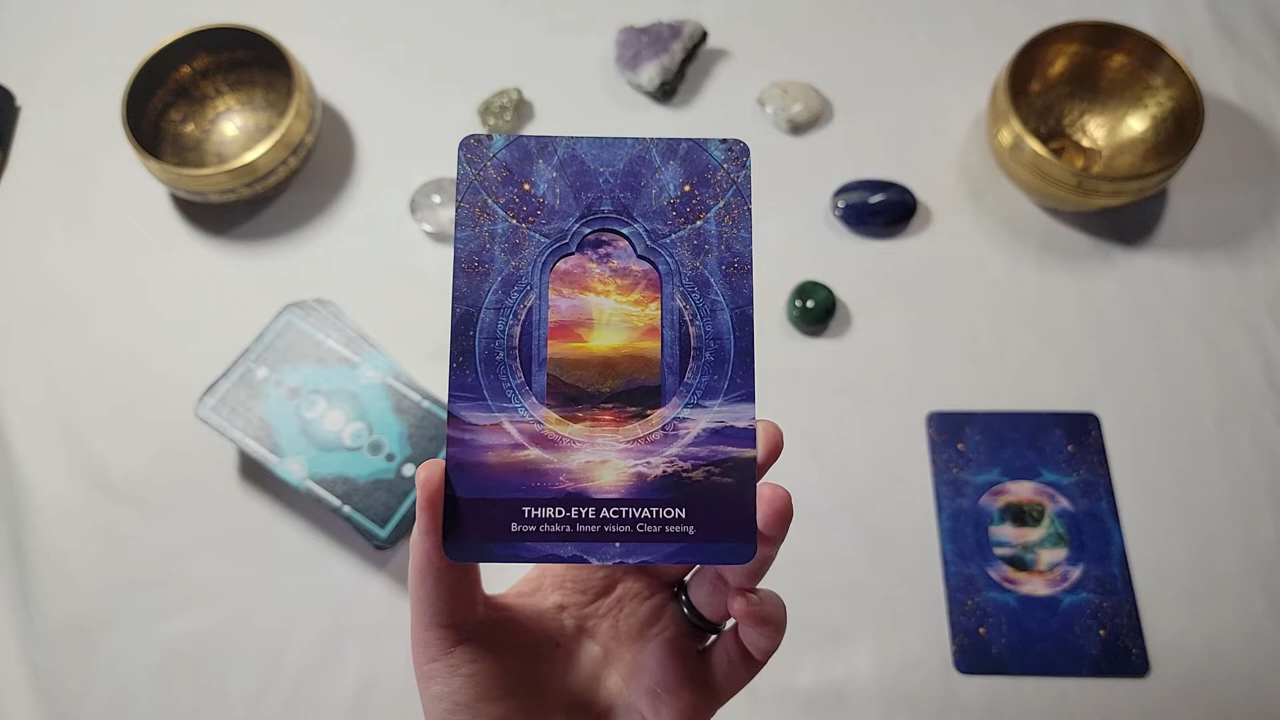 THIRD-EYE ACTIVATION
Brow chakra. Inner vision. Clear seeing.